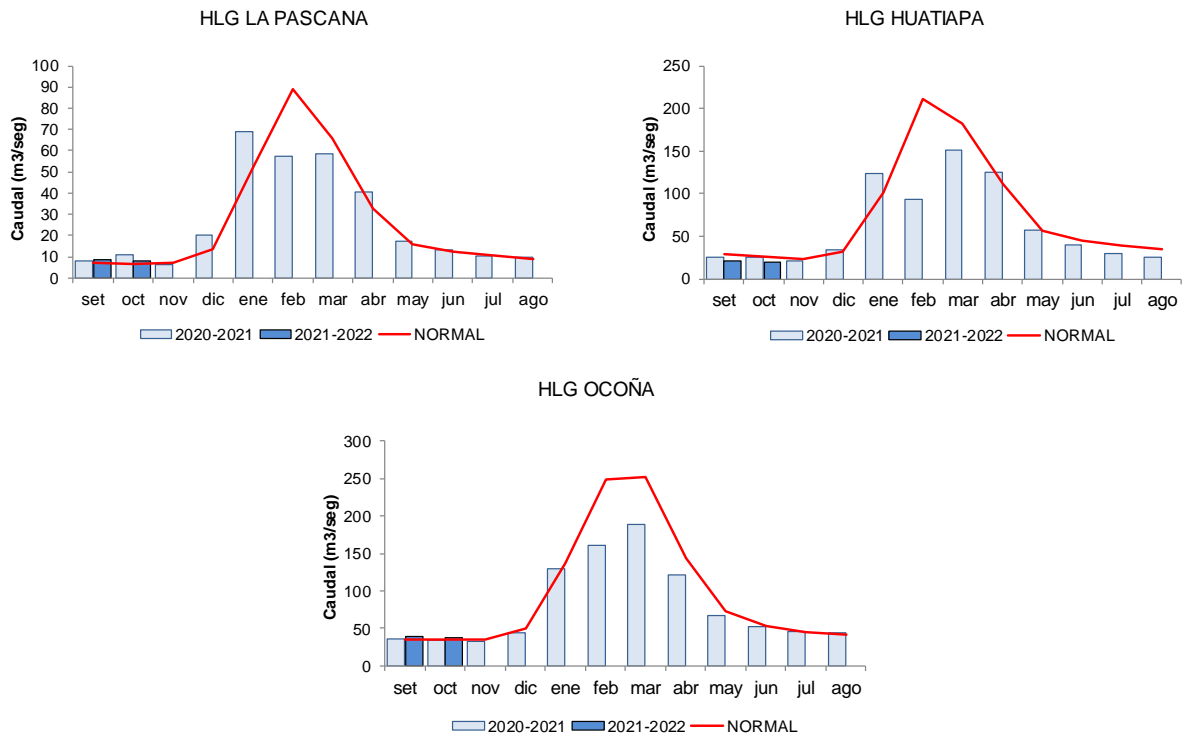 HLG LA PASCANA
Caudal (m3/seg)
100
90
80
70
60
50
40
30
20
10
0
set oct nov dic ene feb mar abr may jun jul ago
2020-2021 2021-2022 NORMAL
HLG HUATIAPA
Caudal (m3/seg)
250
200
150
100
50
0
set oct nov dic ene feb mar abr may jun jul ago
2020-2021 2021-2022 NORMAL
HLG OCOÑA
Caudal (m3/seg)
300
250
200
150
100
50
0
set oct nov dic ene feb mar abr may jun jul ago
2020-2021 2021-2022 NORMAL